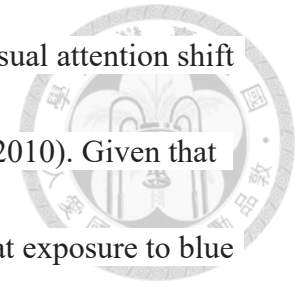 sual attention shift
2010). Given that
at exposure to blue